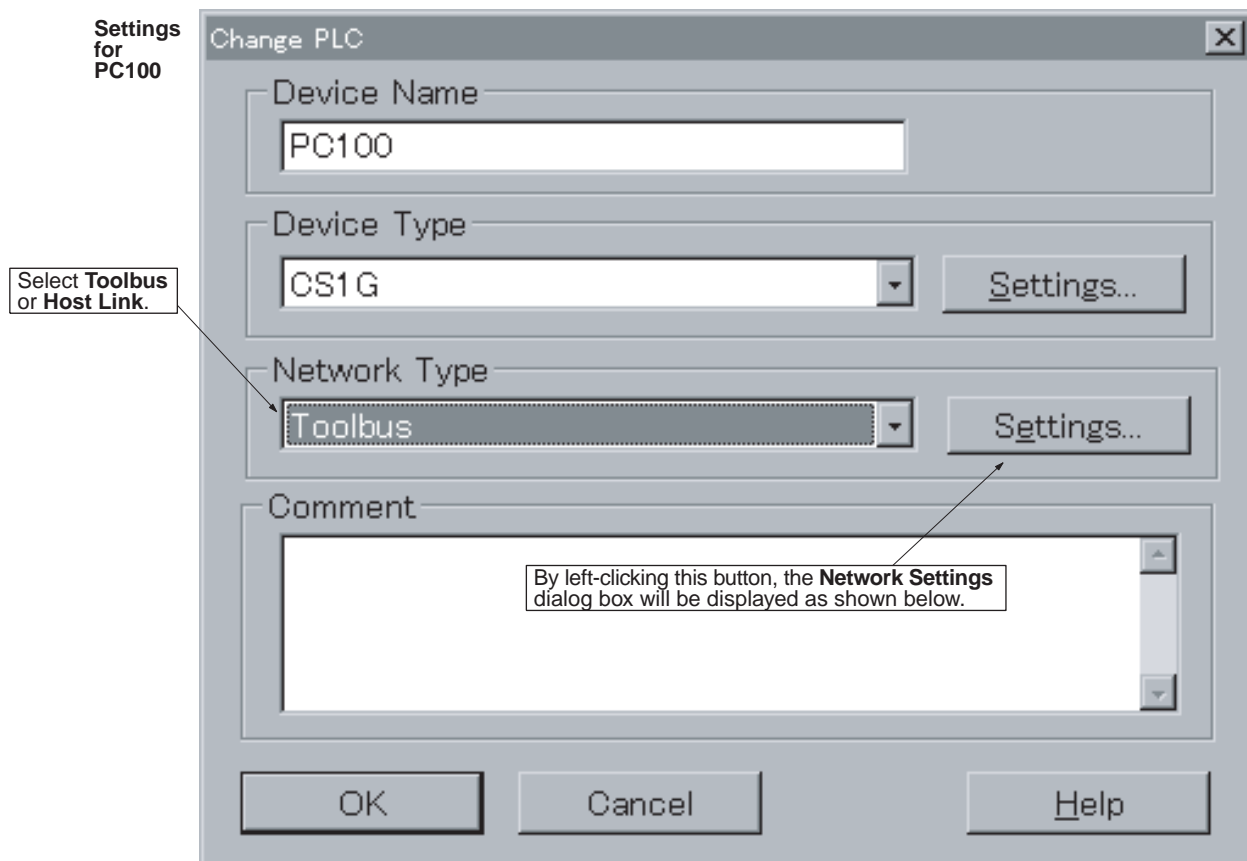 Settings
for
PC100
Change PLC
Device Name
PC100
Device Type
CS1G
Settings...
Select Toolbus
or Host Link.
Network Type
Toolbus
Settings...
Comment
By left-clicking this button, the Network Settings
dialog box will be displayed as shown below.
OK
Cancel
Help